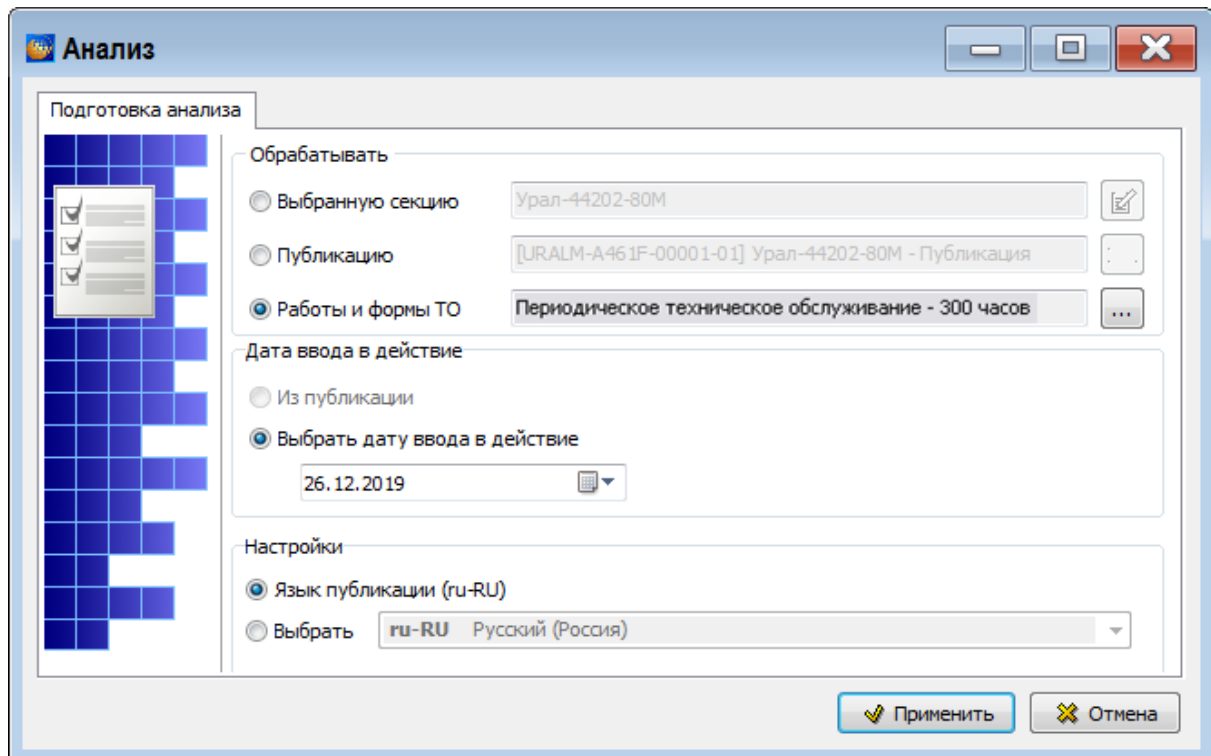 Анализ
Подготовка анализа
Обрабатывать
Выбранную секцию Урал-44202-80М
Публикацию [URALM-A461F-00001-01] Урал-44202-80М - Публикация
Работы и формы ТО Периодическое техническое обслуживание - 300 часов ...
Дата ввода в действие
Из публикации
Выбрать дату ввода в действие
26.12.2019
Настройки
Язык публикации (ru-RU)
Выбрать ru-RU Русский (Россия)
Применить Отмена